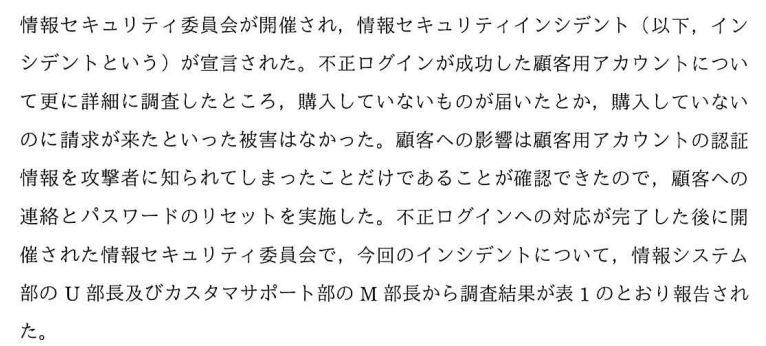 情報セキュリティ委員会が開催され，情報セキュリティインシデント（以下，イン
シデントという）が宣言された。不正ログインが成功した顧客用アカウントについ
て更に詳細に調査したところ，購入していないものが届いたとか，購入していない
のに請求が来たといった被害はなかった。顧客への影響は顧客用アカウントの認証
情報を攻撃者に知られてしまったことだけであることが確認できたので，顧客への
連絡とパスワードのリセットを実施した。不正ログインへの対応が完了した後に開
催された情報セキュリティ委員会で，今回のインシデントについて，情報システム
部の U 部長及びカスタマサポート部の M 部長から調査結果が表 1 のとおり報告され
た。